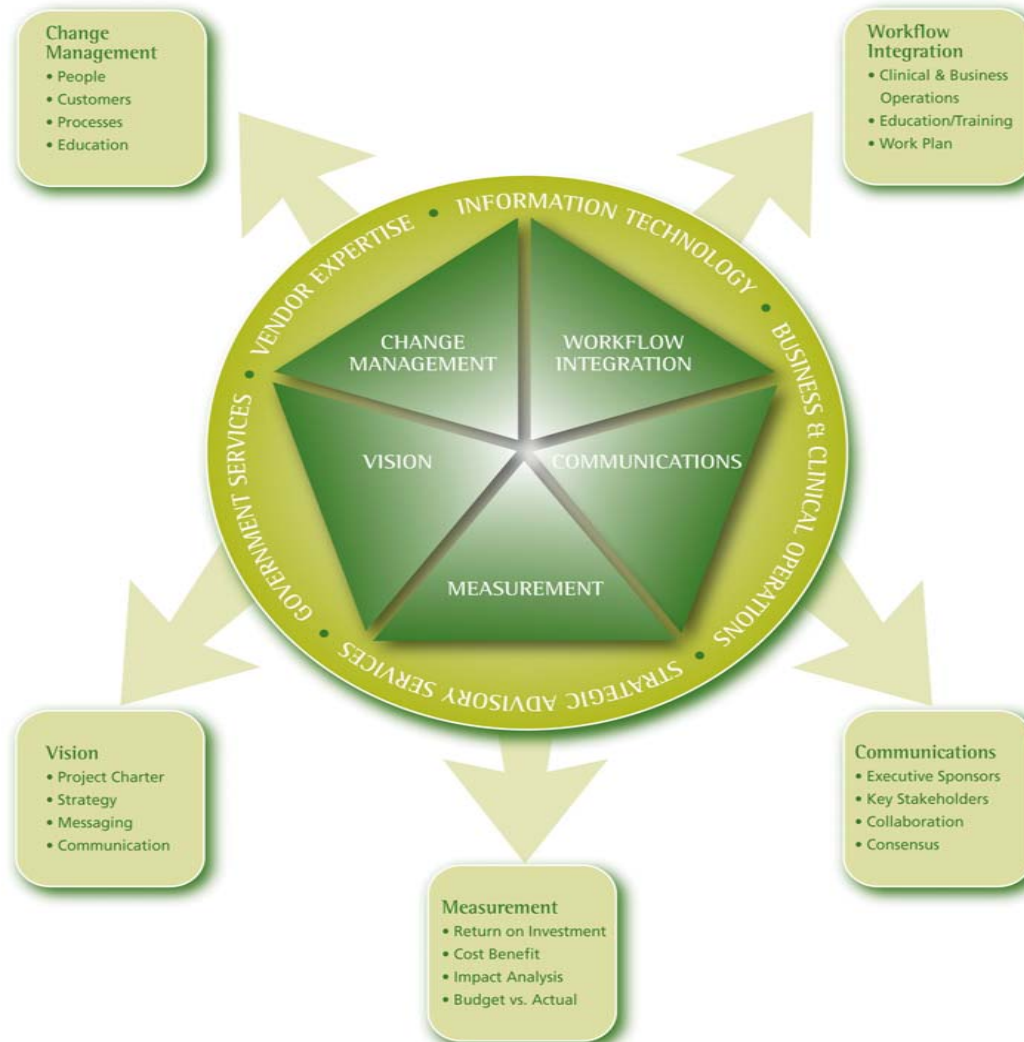 Change
Management
• People
• Customers
• Processes
• Education
Workflow
Integration
• Clinical & Business
Operations
• Education/Training
• Work Plan
VENDOR EXPERTISE • INFORMATION TECHNOLOGY • BUSINESS & CLINICAL OPERATIONS • STRATEGIC ADVISORY SERVICES • GOVERNMENT SERVICES •
CHANGE
MANAGEMENT
WORKFLOW
INTEGRATION
VISION
COMMUNICATIONS
MEASUREMENT
Vision
• Project Charter
• Strategy
• Messaging
• Communication
Measurement
• Return on Investment
• Cost Benefit
• Impact Analysis
• Budget vs. Actual
Communications
• Executive Sponsors
• Key Stakeholders
• Collaboration
• Consensus